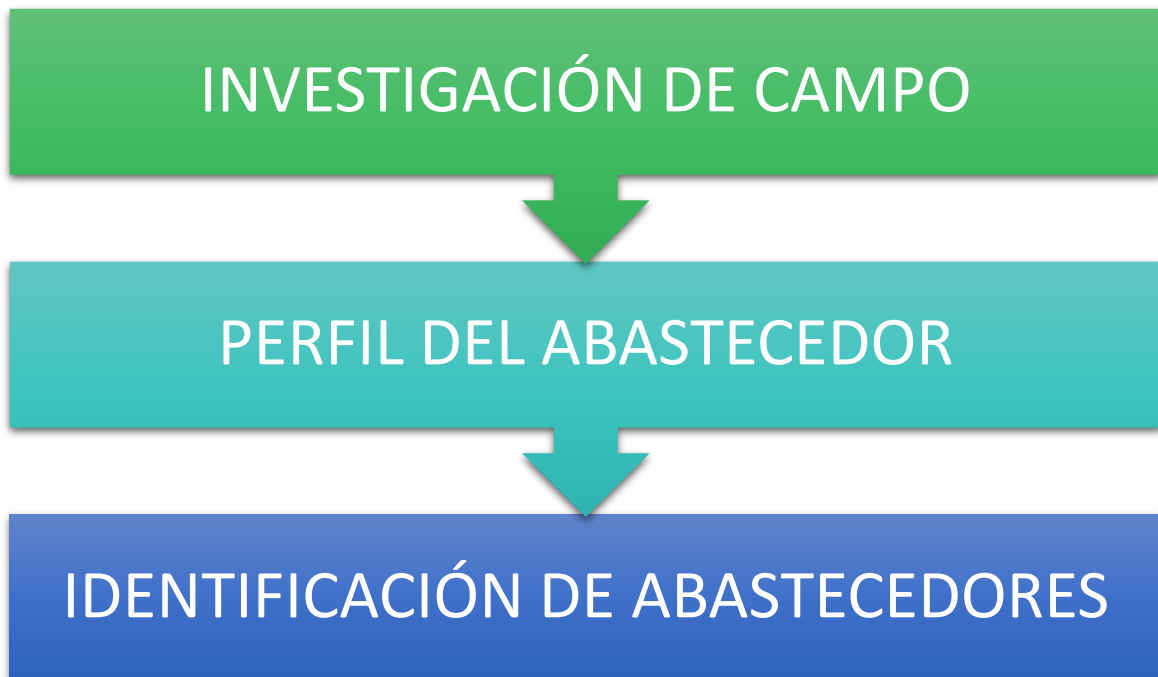 INVESTIGACIÓN DE CAMPO
PERFIL DEL ABASTECEDOR
IDENTIFICACIÓN DE ABASTECEDORES